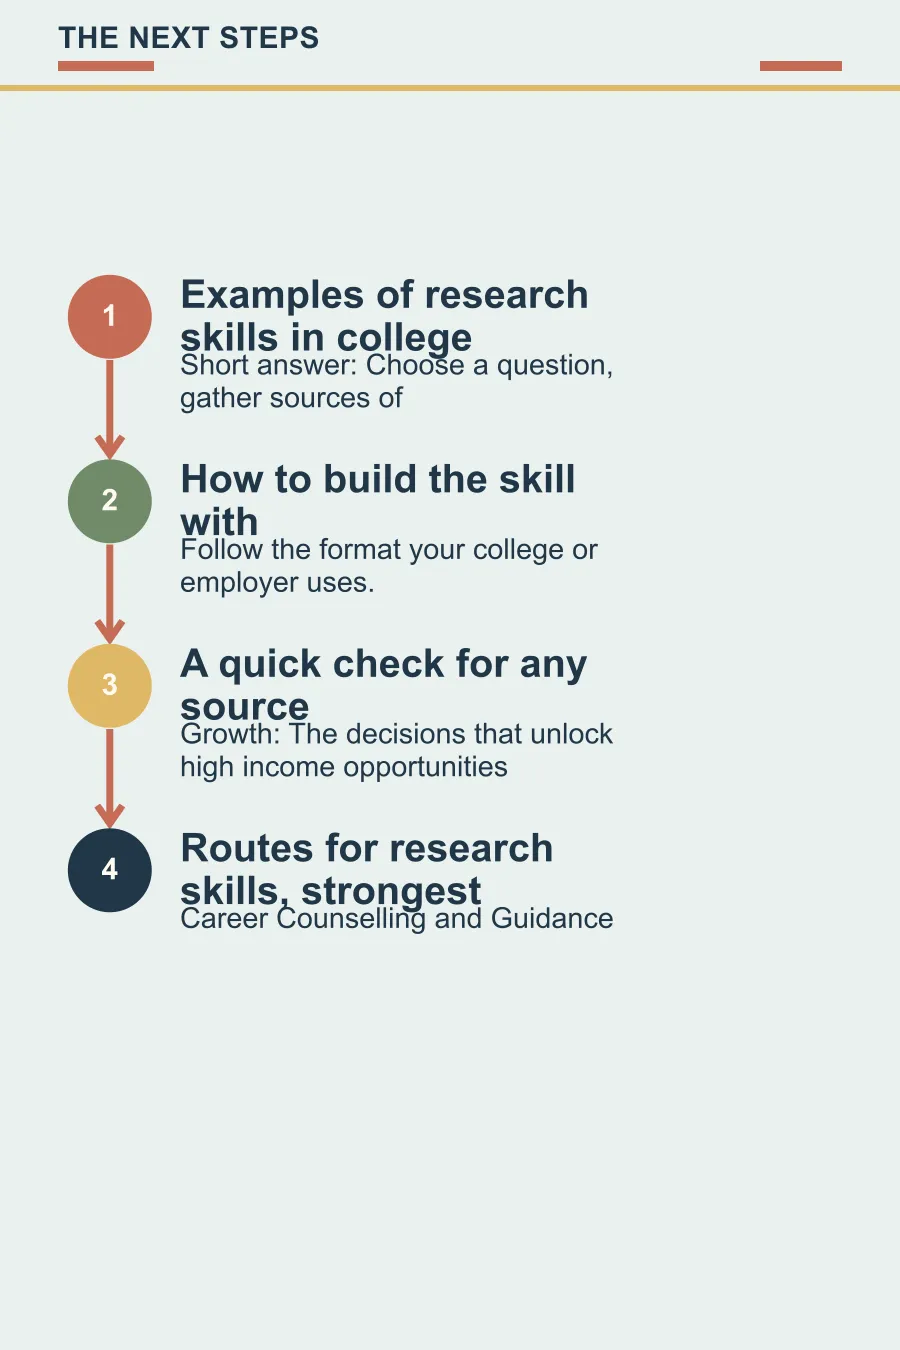 THE NEXT STEPS
1
Examples of research
skills in college
Short answer: Choose a question,
gather sources of
2
How to build the skill
with
Follow the format your college or
employer uses.
3
A quick check for any
source
Growth: The decisions that unlock
high income opportunities
4
Routes for research
skills, strongest
Career Counselling and Guidance